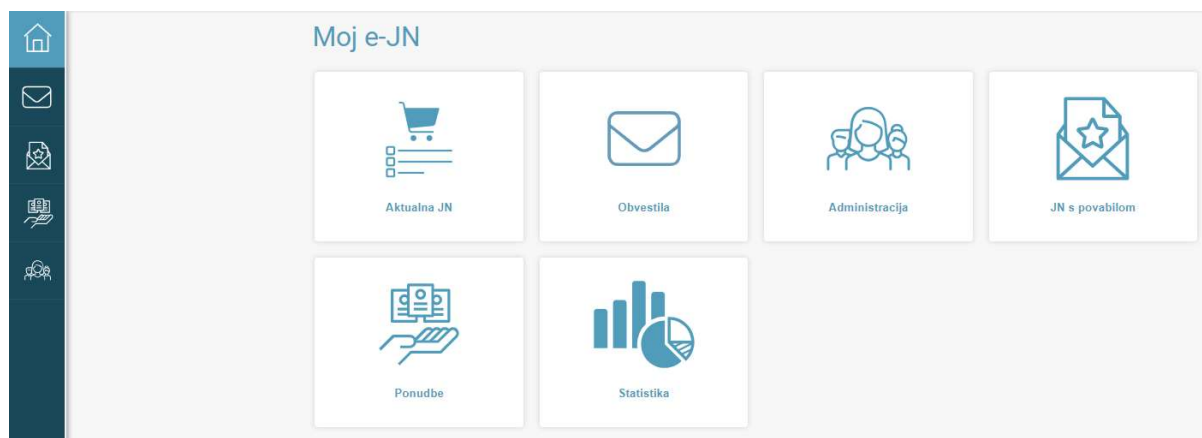 Moj e-JN
Aktualna JN
Obvestila
Administracija
JN s povabilom
Ponudbe
Statistika